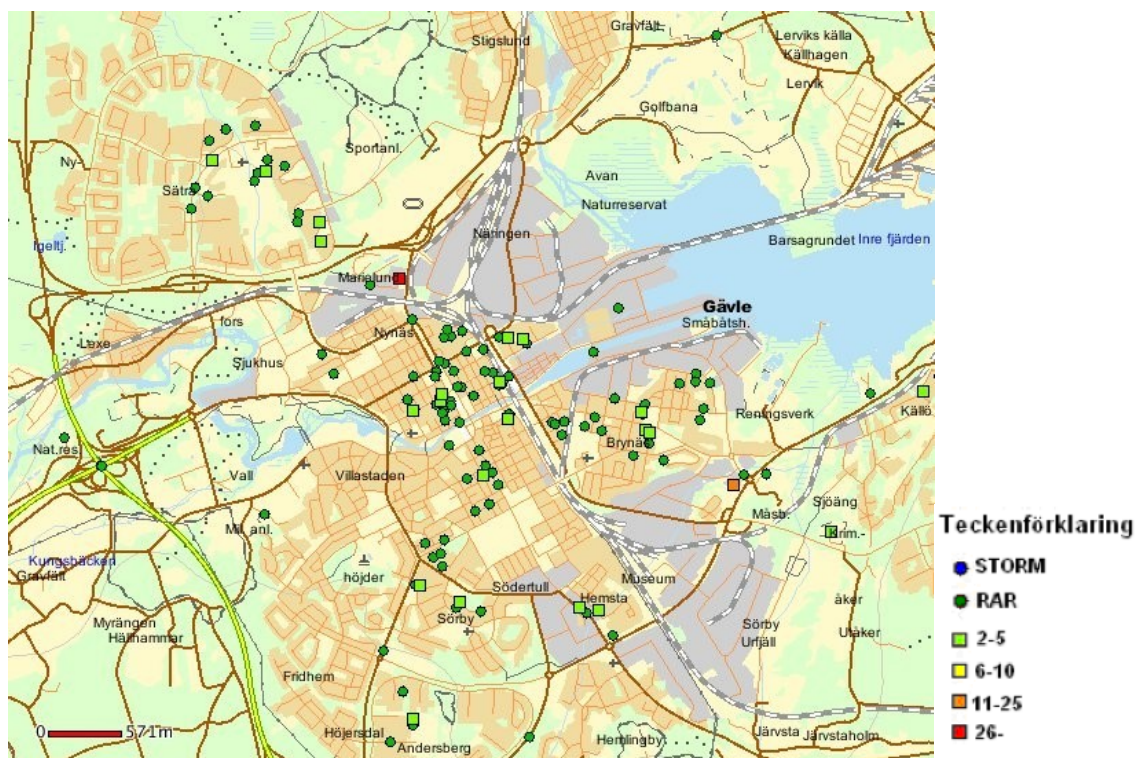 Stigslund
Gravfält.
Lerviks källa
Källhagen
Lervik
Golfbana
Sportanl.
Ny-
Sätra
Avan
Naturreservat
Näringen
Barsagrundet
Inre fjärden
Igeltj.
Marielund
Gävle
Småbåtsh.
fors
Nynäs
Lexe
Sjukhus
Källö
Reningsverk
Nat.res.
Brynäs
Vall
Villastaden
Sjöäng
Måsb.
Mil. anl.
Krim.-
Kungsbäcken
Gravfält
höjder
Södertull
Museum
Hemsta
åker
Myrängen
Hällhammar
Sörby
Sörby
Urfjäll
Utåker
Fridhem
0
571m
Höjersdal
Andersberg
Hemlingby
Järvsta
Järvstaholm
Teckenförklaring
STORM
RAR
2-5
6-10
11-25
26-